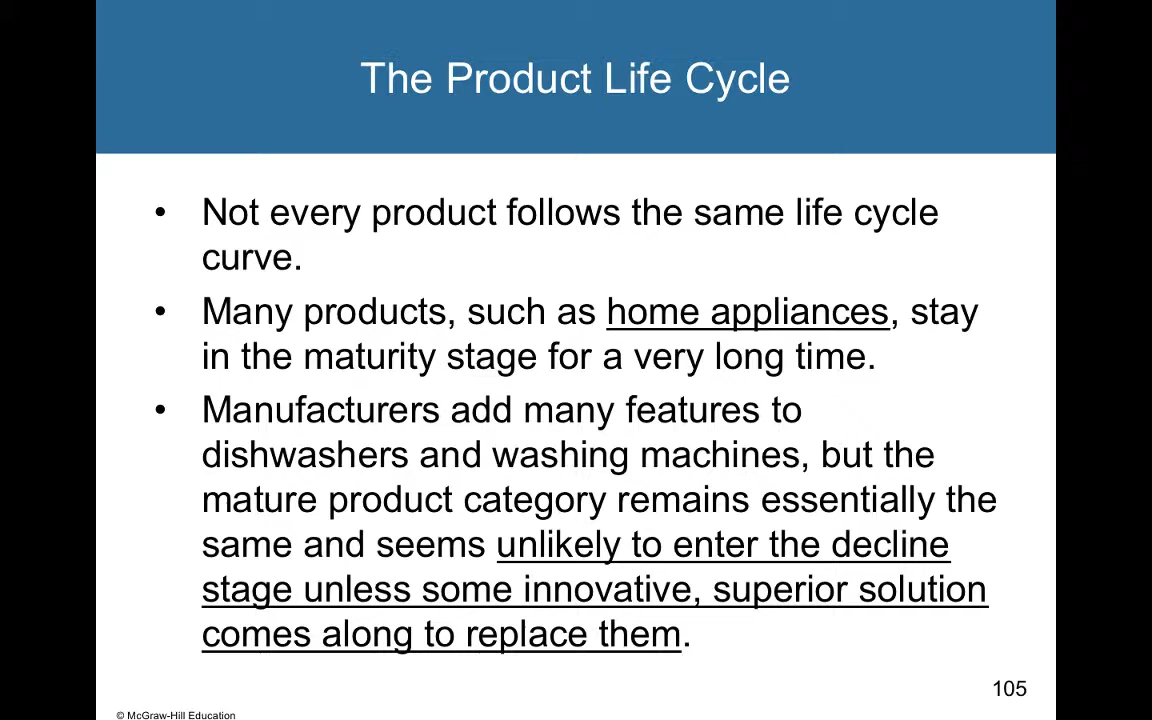 The Product Life Cycle
• Not every product follows the same life cycle
curve.
• Many products, such as home appliances, stay
in the maturity stage for a very long time.
• Manufacturers add many features to
dishwashers and washing machines, but the
mature product category remains essentially the
same and seems unlikely to enter the decline
stage unless some innovative, superior solution
comes along to replace them.
105
© McGraw-Hill Education